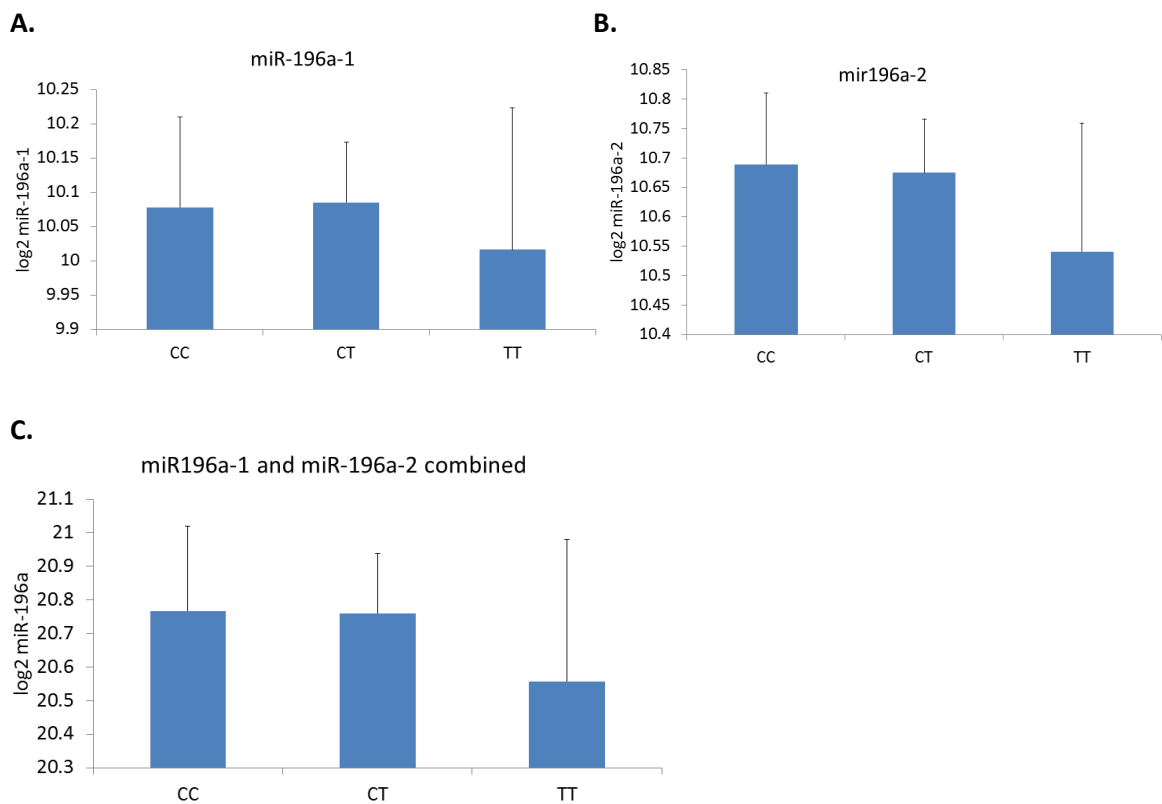 A.
miR-196a-1
log2 miR-196a-1
10.25
10.2
10.15
10.1
10.05
10
9.95
9.9
CC CT TT
B.
mir196a-2
log2 miR-196a-2
10.85
10.8
10.75
10.7
10.65
10.6
10.55
10.5
10.45
10.4
CC CT TT
C.
miR196a-1 and miR-196a-2 combined
log2 miR-196a
21.1
21
20.9
20.8
20.7
20.6
20.5
20.4
20.3
CC CT TT